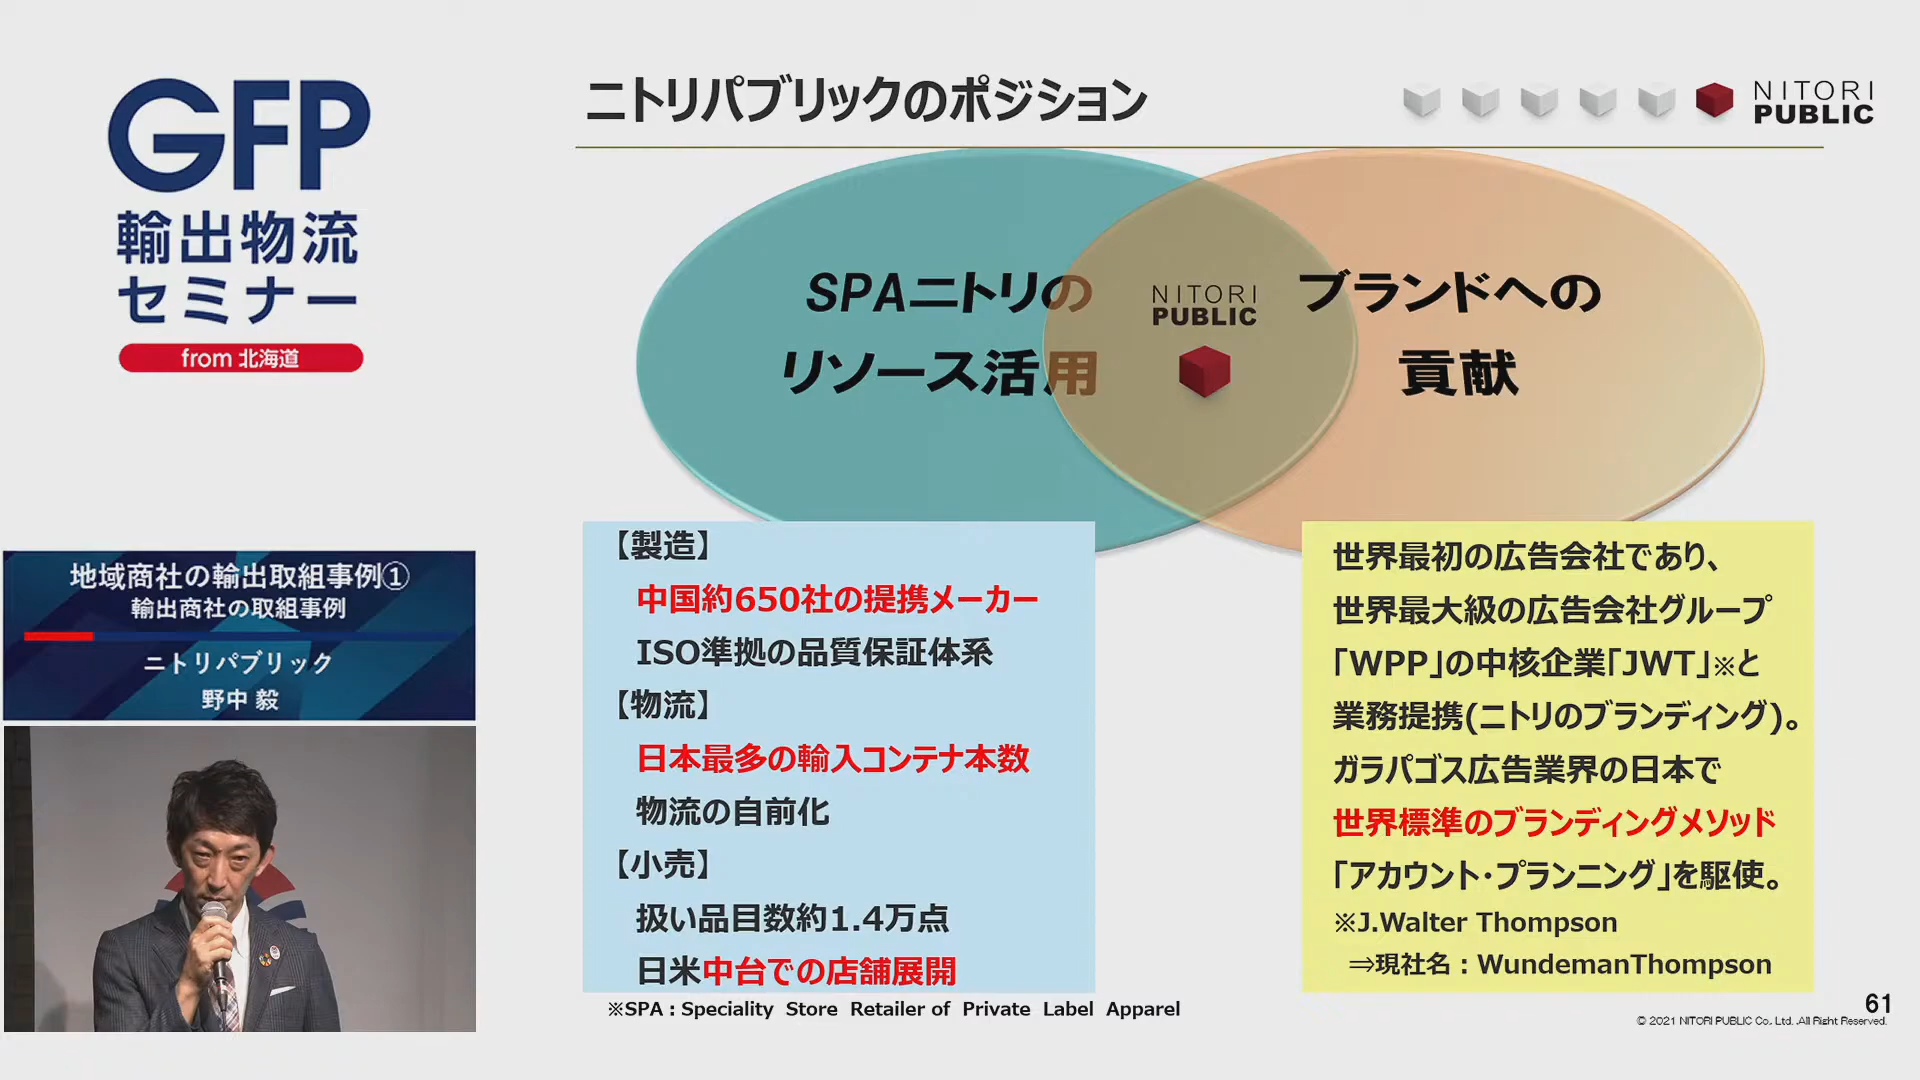 GFP
輸出物流
セミナー
from 北海道
地域商社の輸出取組事例①
輸出商社の取組事例
ニトリパブリック
野中 毅
ニトリパブリックのポジション
NITORI
PUBLIC
SPAニトリの
リソース活用
NITORI
PUBLIC
ブランドへの
貢献
【製造】
中国約650社の提携メーカー
ISO準拠の品質保証体系
【物流】
日本最多の輸入コンテナ本数
物流の自前化
【小売】
扱い品目数約1.4万点
日米中台での店舗展開
※SPA：Speciality Store Retailer of Private Label Apparel
世界最初の広告会社であり、
世界最大級の広告会社グループ
「WPP」の中核企業「JWT」※と
業務提携(ニトリのブランディング)。
ガラパゴス広告業界の日本で
世界標準のブランディングメソッド
「アカウント・プランニング」を駆使。
※J.Walter Thompson
⇒現社名：WundemanThompson
61
© 2021 NITORI PUBLIC Co,. Ltd. .All Right Reserved.